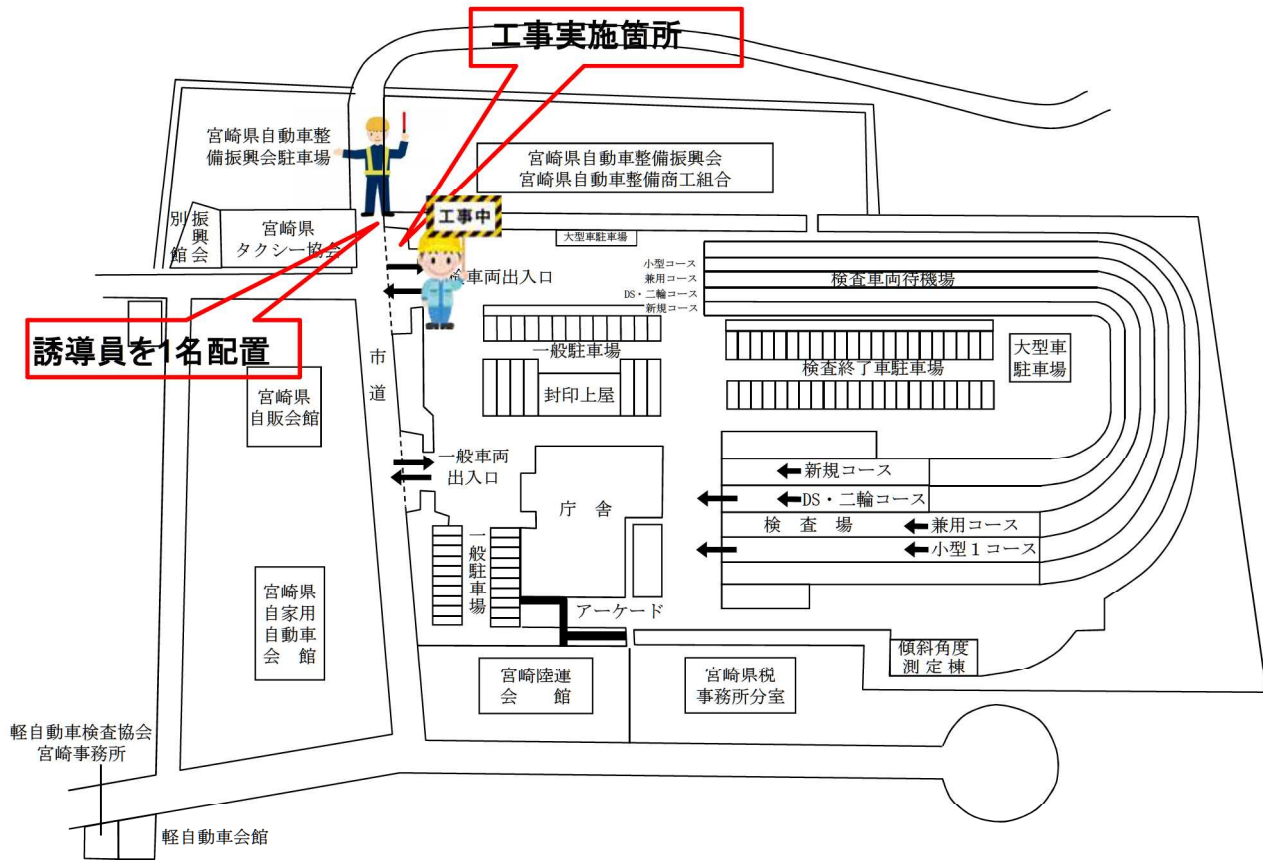 工事実施箇所
宮崎県自動車整
備振興会駐車場
宮崎県自動車整備振興会
宮崎県自動車整備商工組合
工事中
別館
振興会
宮崎県
タクシー協会
大型車駐車場
検車両出入口
小型コース
兼用コース
DS・二輪コース
新規コース
検査車両待機場
誘導員を1名配置
市道
一般駐車場
検査終了車駐車場
大型車
駐車場
封印上屋
宮崎県
自販会館
一般車両
出入口
庁舎
新規コース
DS・二輪コース
検査場
兼用コース
小型1コース
一般駐車場
アーケード
宮崎県
自家用
自動車
会館
宮崎陸運
会館
宮崎県税
事務所分室
傾斜角度
測定棟
軽自動車検査協会
宮崎事務所
軽自動車会館